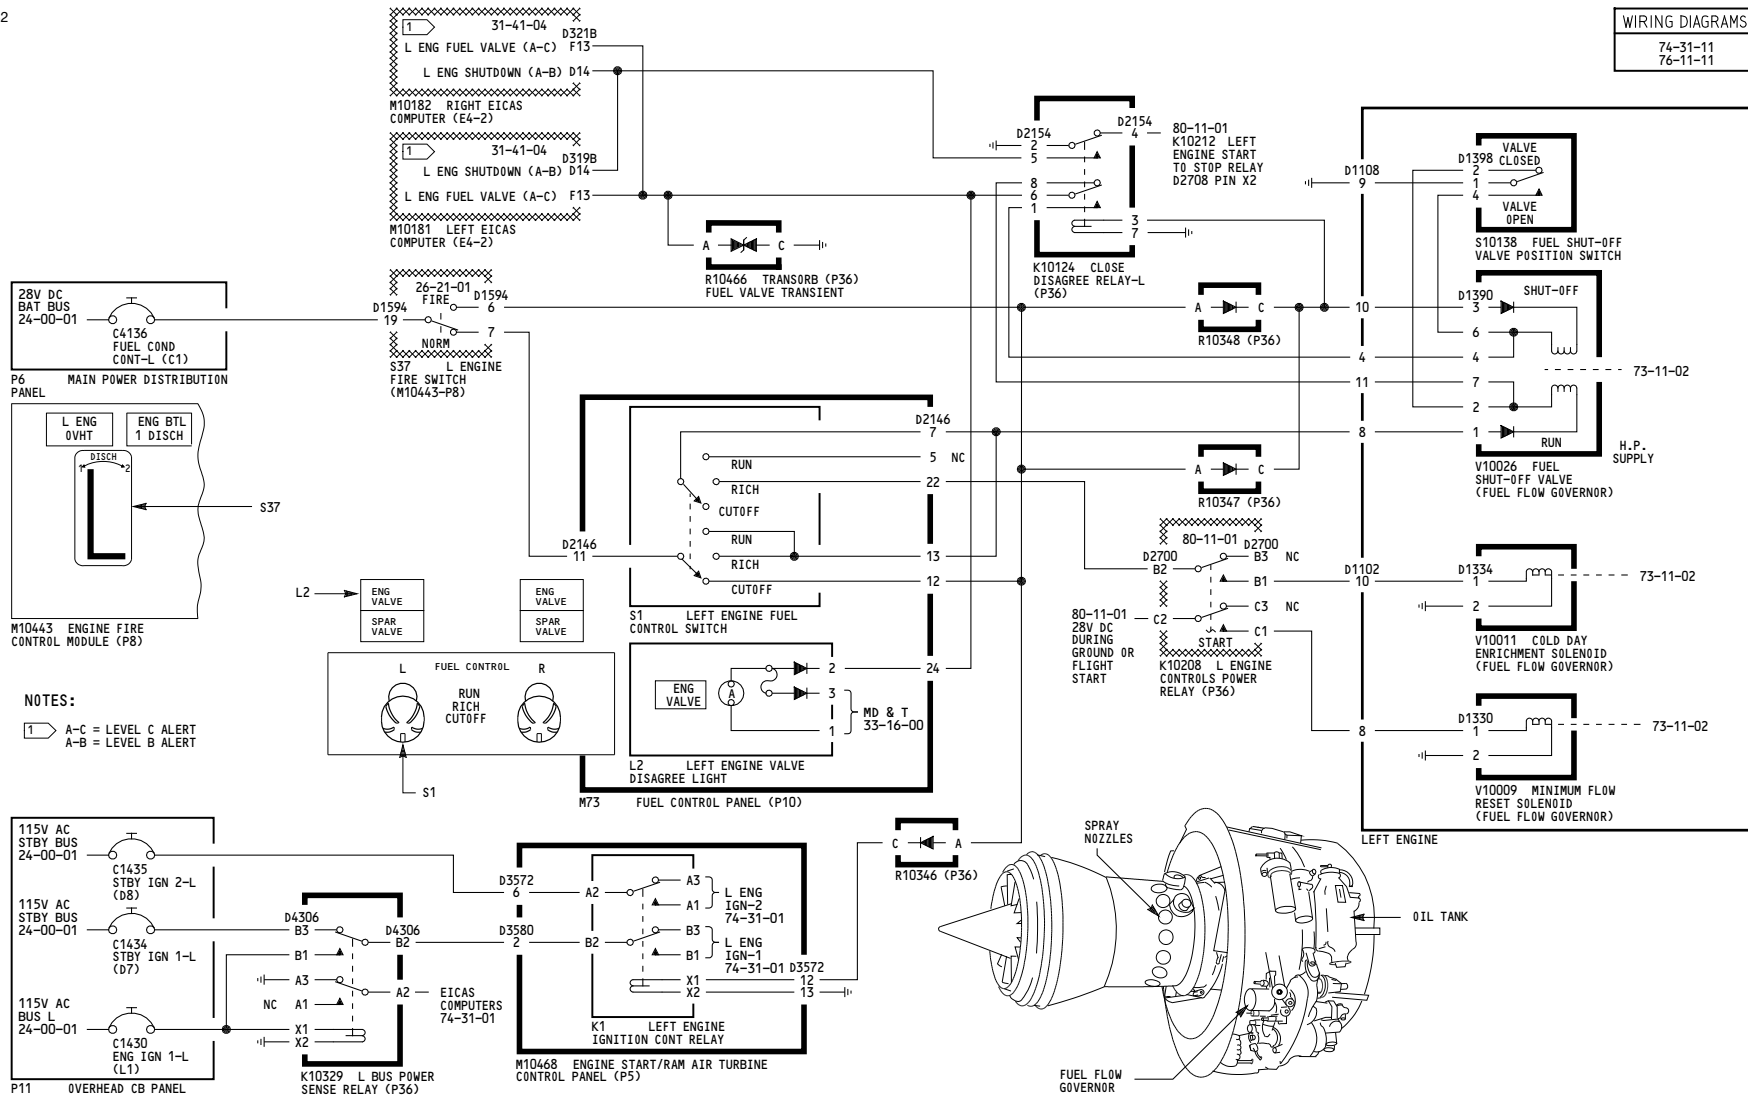 2
WIRING DIAGRAMS
74-31-11
76-11-11
1
31-41-04
D321B
L ENG FUEL VALVE (A-C) F13
L ENG SHUTDOWN (A-B) D14
M10182 RIGHT EICAS
COMPUTER (E4-2)
1
31-41-04
D319B
L ENG SHUTDOWN (A-B) D14
L ENG FUEL VALVE (A-C) F13
M10181 LEFT EICAS
COMPUTER (E4-2)
A C
R10466 TRANSORB (P36)
FUEL VALVE TRANSIENT
D2154
2
5
8
6
1
D2154
4
3
7
K10124 CLOSE
DISAGREE RELAY-L
(P36)
80-11-01
K10212 LEFT
ENGINE START
TO STOP RELAY
D2708 PIN X2
D1108
9
10
4
11
8
D1398
2
1
4
VALVE
CLOSED
VALVE
OPEN
S10138 FUEL SHUT-OFF
VALVE POSITION SWITCH
D1390
3
6
4
7
2
1
SHUT-OFF
RUN
73-11-02
H.P.
SUPPLY
V10026 FUEL
SHUT-OFF VALVE
(FUEL FLOW GOVERNOR)
28V DC
BAT BUS
24-00-01
C4136
FUEL COND
CONT-L (C1)
P6 MAIN POWER DISTRIBUTION
PANEL
D1594
19
26-21-01
FIRE
NORM
D1594
6
7
S37 L ENGINE
FIRE SWITCH
(M10443-P8)
A C
R10348 (P36)
A C
R10347 (P36)
L ENG
OVHT
ENG BTL
1 DISCH
DISCH
1 2
S37
M10443 ENGINE FIRE
CONTROL MODULE (P8)
D2146
11
RUN
RICH
CUTOFF
RUN
RICH
CUTOFF
D2146
7
5 NC
22
13
12
24
S1 LEFT ENGINE FUEL
CONTROL SWITCH
ENG
VALVE
A
2
3
1
MD & T
33-16-00
L2 LEFT ENGINE VALVE
DISAGREE LIGHT
M73 FUEL CONTROL PANEL (P10)
L2
ENG
VALVE
SPAR
VALVE
ENG
VALVE
SPAR
VALVE
L FUEL CONTROL R
RUN
RICH
CUTOFF
S1
NOTES:
1 A-C = LEVEL C ALERT
A-B = LEVEL B ALERT
80-11-01
D2700
B2
D2700
B3 NC
B1
C3 NC
C1
C2
START
80-11-01
28V DC
DURING
GROUND OR
FLIGHT
START
K10208 L ENGINE
CONTROLS POWER
RELAY (P36)
D1102
10
8
D1334
1
2
73-11-02
V10011 COLD DAY
ENRICHMENT SOLENOID
(FUEL FLOW GOVERNOR)
D1330
1
2
73-11-02
V10009 MINIMUM FLOW
RESET SOLENOID
(FUEL FLOW GOVERNOR)
LEFT ENGINE
115V AC
STBY BUS
24-00-01
C1435
STBY IGN 2-L
(D8)
115V AC
STBY BUS
24-00-01
C1434
STBY IGN 1-L
(D7)
115V AC
BUS L
24-00-01
C1430
ENG IGN 1-L
(L1)
P11 OVERHEAD CB PANEL
D4306
B3
B1
A3
NC A1
X1
X2
D4306
B2
A2
EICAS
COMPUTERS
74-31-01
K10329 L BUS POWER
SENSE RELAY (P36)
D3572
6
D3580
2
A2
B2
A3
A1
L ENG
IGN-2
74-31-01
B3
B1
L ENG
IGN-1
74-31-01
X1
X2
D3572
12
13
K1 LEFT ENGINE
IGNITION CONT RELAY
M10468 ENGINE START/RAM AIR TURBINE
CONTROL PANEL (P5)
C A
R10346 (P36)
SPRAY
NOZZLES
OIL TANK
FUEL FLOW
GOVERNOR